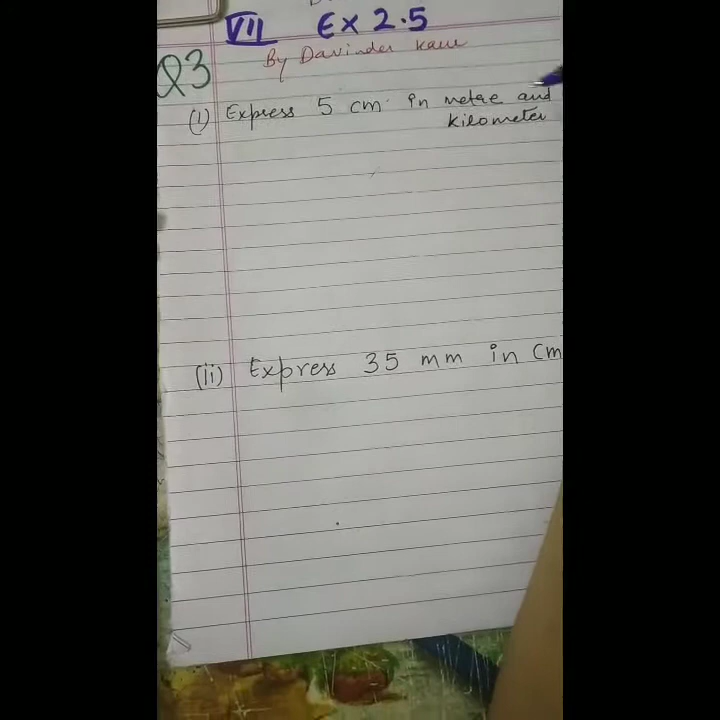 VII Ex 2.5
By Davinder Kaur
Q3
(i) Express 5 cm in metre and
kilometer
(ii) Express 35 mm in cm